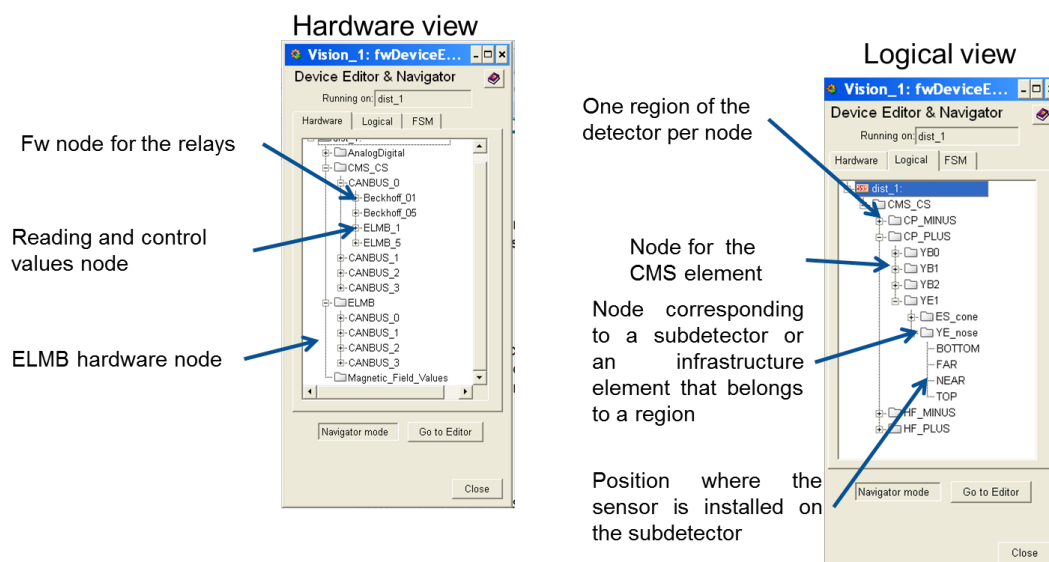 Hardware view
Vision_1: fwDeviceE...
Device Editor & Navigator
Running on: dist_1
Hardware Logical FSM
AnalogDigital
CMS_CS
CANBUS_0
Beckhoff_01
Beckhoff_05
ELMB_1
ELMB_5
CANBUS_1
CANBUS_2
CANBUS_3
ELMB
CANBUS_0
CANBUS_1
CANBUS_2
CANBUS_3
Magnetic_Field_Values
Navigator mode Go to Editor
Close
Fw node for the relays
Reading and control
values node
ELMB hardware node
Logical view
Vision_1: fwDeviceE...
Device Editor & Navigator
Running on: dist_1
Hardware Logical FSM
dist_1:
CMS_CS
CP_MINUS
CP_PLUS
YB0
YB1
YB2
YE1
ES_cone
YE_nose
BOTTOM
FAR
NEAR
TOP
HF_MINUS
HF_PLUS
Navigator mode Go to Editor
Close
One region of the
detector per node
Node for the
CMS element
Node corresponding
to a subdetector or
an infrastructure
element that belongs
to a region
Position where the
sensor is installed on
the subdetector